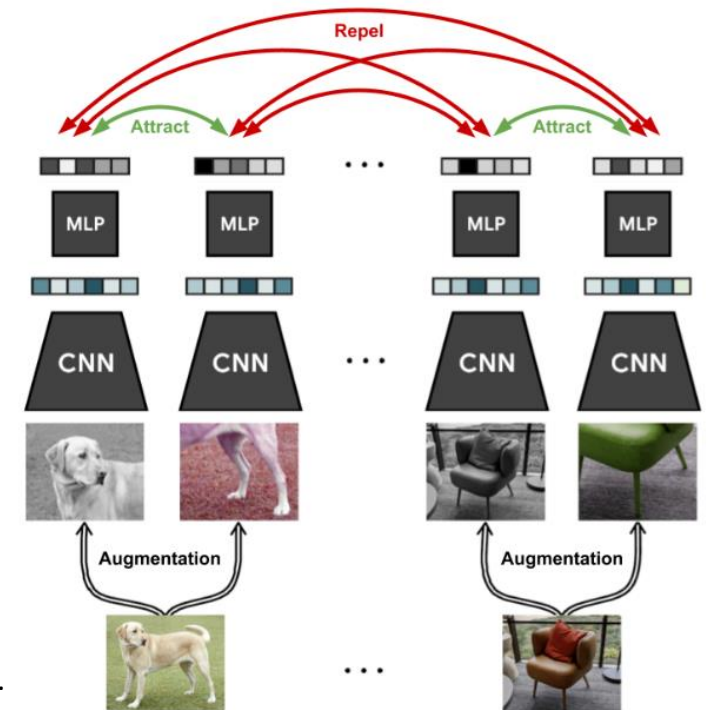 Repel
Attract Attract
...
MLP MLP MLP MLP
CNN CNN ... CNN CNN
Augmentation Augmentation
...
.